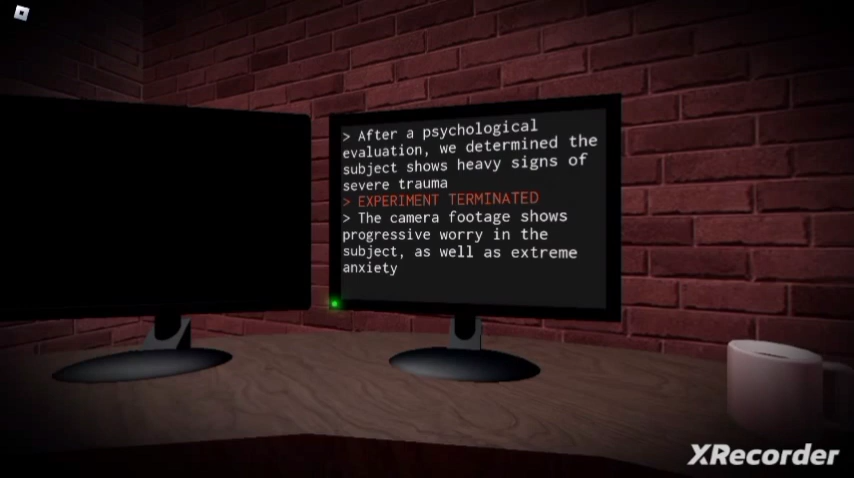 > After a psychological
evaluation, we determined the
subject shows heavy signs of
severe trauma
> EXPERIMENT TERMINATED
> The camera footage shows
progressive worry in the
subject, as well as extreme
anxiety
XRecorder